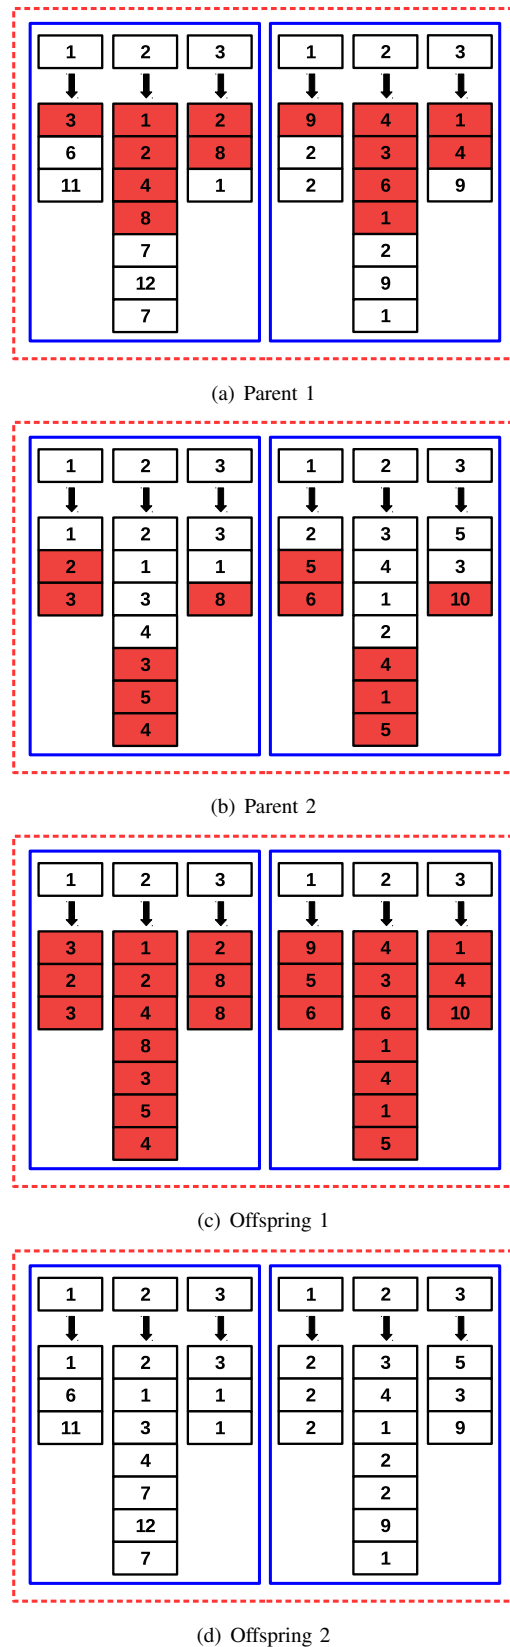 1 2 3 1 2 3
3 1 2 9 4 1
6 2 8 2 3 4
11 4 1 2 6 9
8 1
7 2
12 9
7 1
(a) Parent 1
1 2 3 1 2 3
1 2 3 2 3 5
2 1 1 5 4 3
3 3 8 6 1 10
4 2
3 4
5 1
4 5
(b) Parent 2
1 2 3 1 2 3
3 1 2 9 4 1
2 2 8 5 3 4
3 4 8 6 6 10
8 1
3 4
5 1
4 5
(c) Offspring 1
1 2 3 1 2 3
1 2 3 2 3 5
6 1 1 2 4 3
11 3 1 2 1 9
4 2
7 2
12 9
7 1
(d) Offspring 2